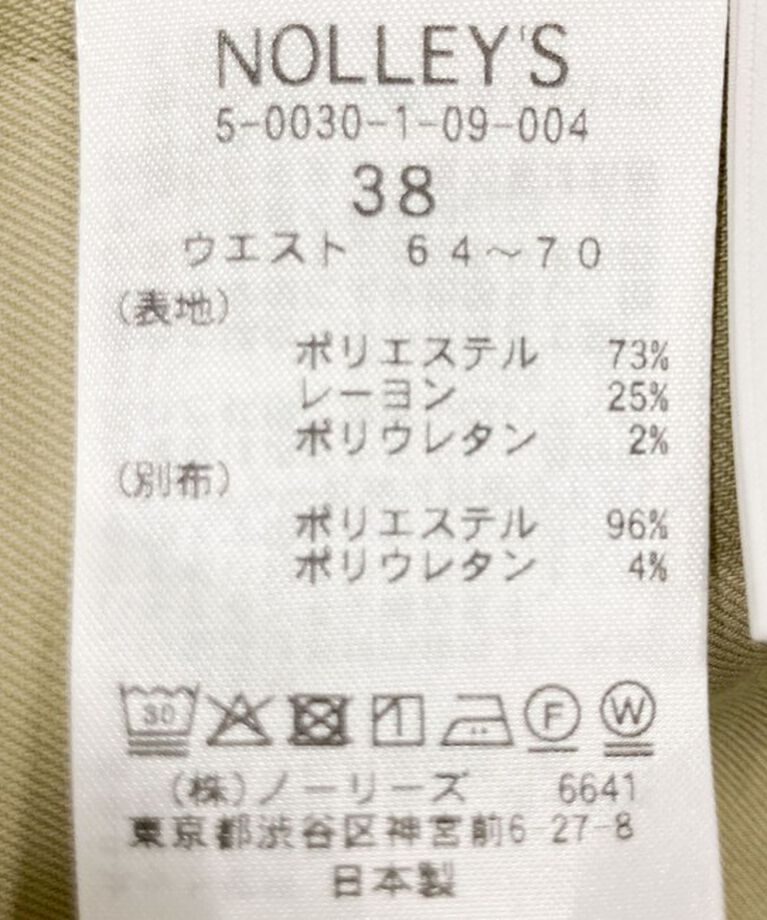 NOLLEY'S
5-0030-1-09-004
38
ウエスト 64～70
(表地)
ポリエステル 73%
レーヨン 25%
ポリウレタン 2%
(別布)
ポリエステル 96%
ポリウレタン 4%
30 F W
(株)ノーリーズ 6641
東京都渋谷区神宮前6-27-8
日本製